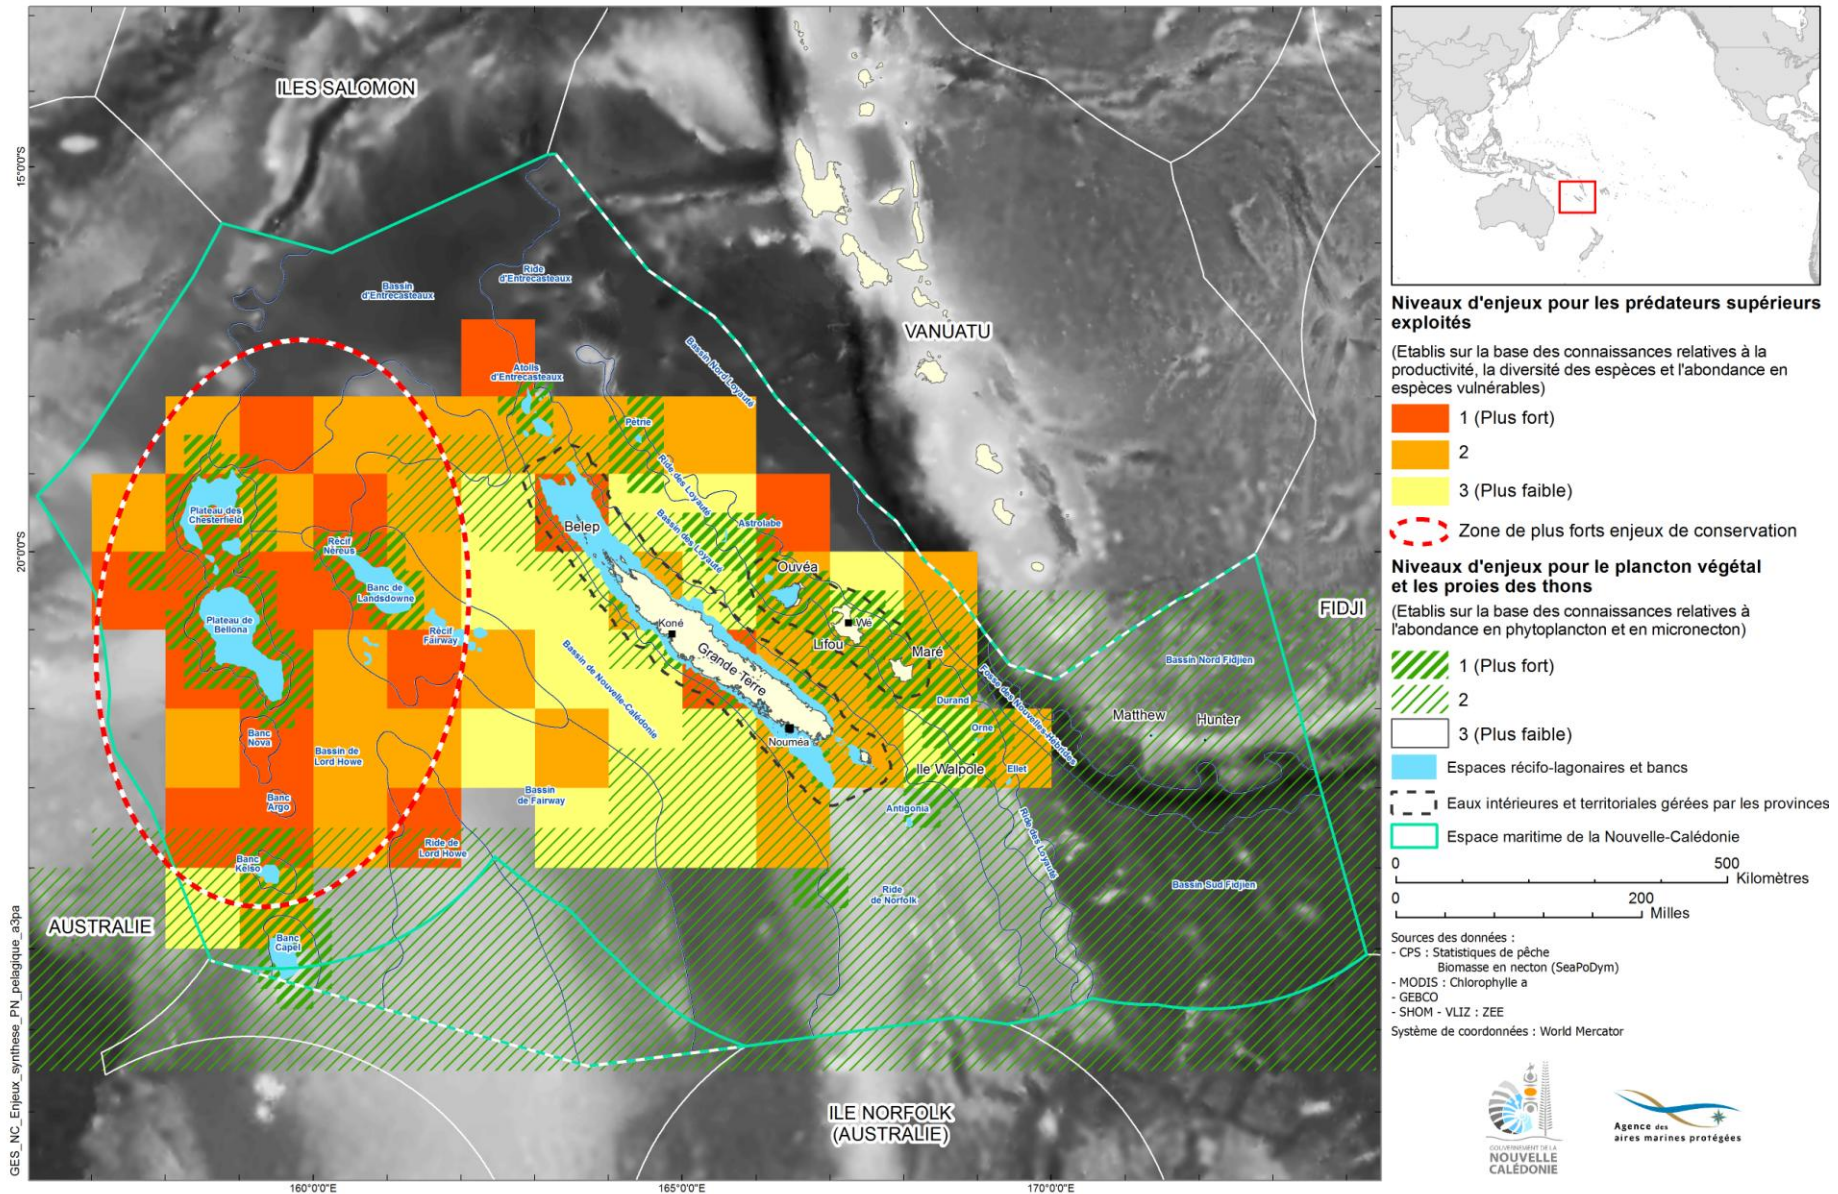 ILES SALOMON
VANUATU
FIDJI
AUSTRALIE
ILE NORFOLK
(AUSTRALIE)
15°0'0"S
20°0'0"S
160°0'0"E
165°0'0"E
170°0'0"E
GES_NC_Enjeux_synthese_PN_pelagique_a3pa
Bassin
d'Entrecasteaux
Ride
d'Entrecasteaux
Atolls
d'Entrecasteaux
Bassin Nord Loyauté
Pétrie
Ride des Loyauté
Bassin des Loyauté
Astrolabe
Plateau des
Chesterfield
Récif
Néreus
Banc de
Landsdowne
Plateau de
Bellona
Récif
Fairway
Belep
Ouvéa
Koné
Wé
Lifou
Maré
Grande Terre
Nouméa
Bassin de Nouvelle-Calédonie
Banc
Nova
Bassin de
Lord Howe
Banc
Argo
Bassin
de Fairway
Ride de
Lord Howe
Banc
Kelso
Banc
Capel
Durand
Orne
Ile Walpole
Ellet
Antigonia
Fosse des Nouvelles-Hébrides
Matthew
Hunter
Bassin Nord Fidjien
Ride des Loyauté
Ride
de Norfolk
Bassin Sud Fidjien
Niveaux d'enjeux pour les prédateurs supérieurs
exploités
(Etablis sur la base des connaissances relatives à la
productivité, la diversité des espèces et l'abondance en
espèces vulnérables)
1 (Plus fort)
2
3 (Plus faible)
Zone de plus forts enjeux de conservation
Niveaux d'enjeux pour le plancton végétal
et les proies des thons
(Etablis sur la base des connaissances relatives à
l'abondance en phytoplancton et en micronecton)
1 (Plus fort)
2
3 (Plus faible)
Espaces récifo-lagonaires et bancs
Eaux intérieures et territoriales gérées par les provinces
Espace maritime de la Nouvelle-Calédonie
0 500
Kilomètres
0 200
Milles
Sources des données :
- CPS : Statistiques de pêche
Biomasse en necton (SeaPoDym)
- MODIS : Chlorophylle a
- GEBCO
- SHOM - VLIZ : ZEE
Système de coordonnées : World Mercator
GOUVERNEMENT DE LA
NOUVELLE
CALÉDONIE
Agence des
aires marines protégées